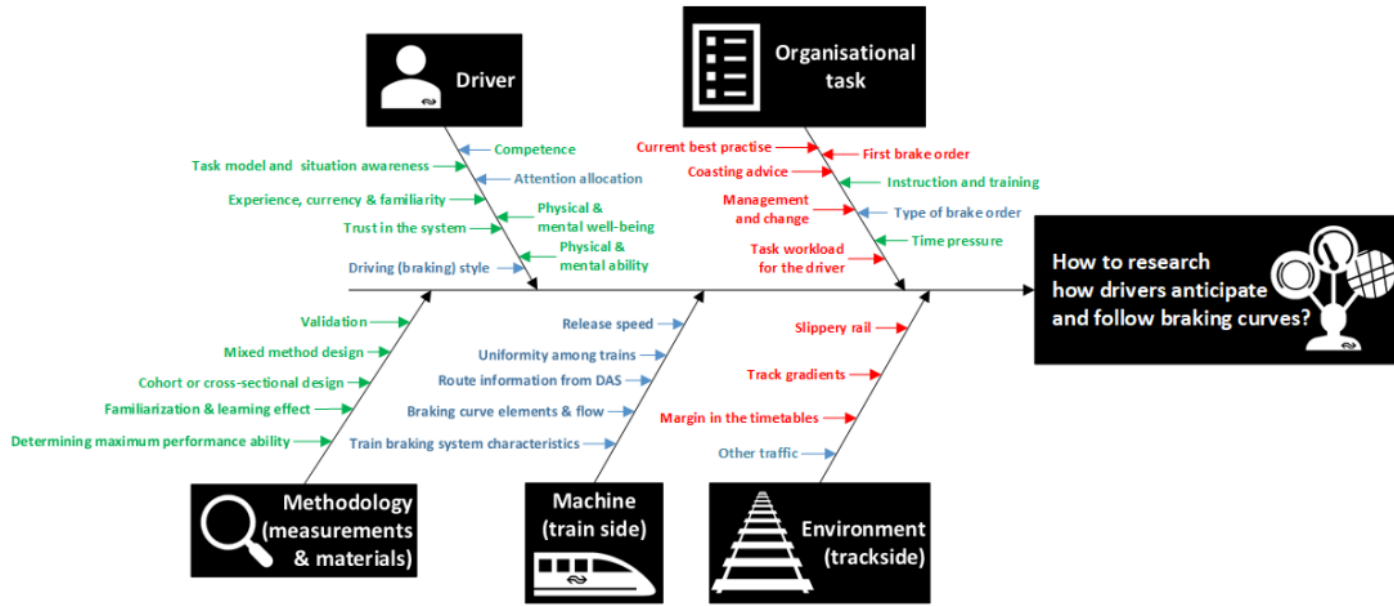 Driver
Organisational
task
Competence
Task model and situation awareness
Attention allocation
Experience, currency & familiarity
Physical &
mental well-being
Trust in the system
Physical &
mental ability
Driving (braking) style
Current best practise
First brake order
Coasting advice
Instruction and training
Management
and change
Type of brake order
Time pressure
Task workload
for the driver
How to research
how drivers anticipate
and follow braking curves?
Validation
Mixed method design
Cohort or cross-sectional design
Familiarization & learning effect
Determining maximum performance ability
Release speed
Uniformity among trains
Route information from DAS
Braking curve elements & flow
Train braking system characteristics
Slippery rail
Track gradients
Margin in the timetables
Other traffic
Methodology
(measurements
& materials)
Machine
(train side)
Environment
(trackside)